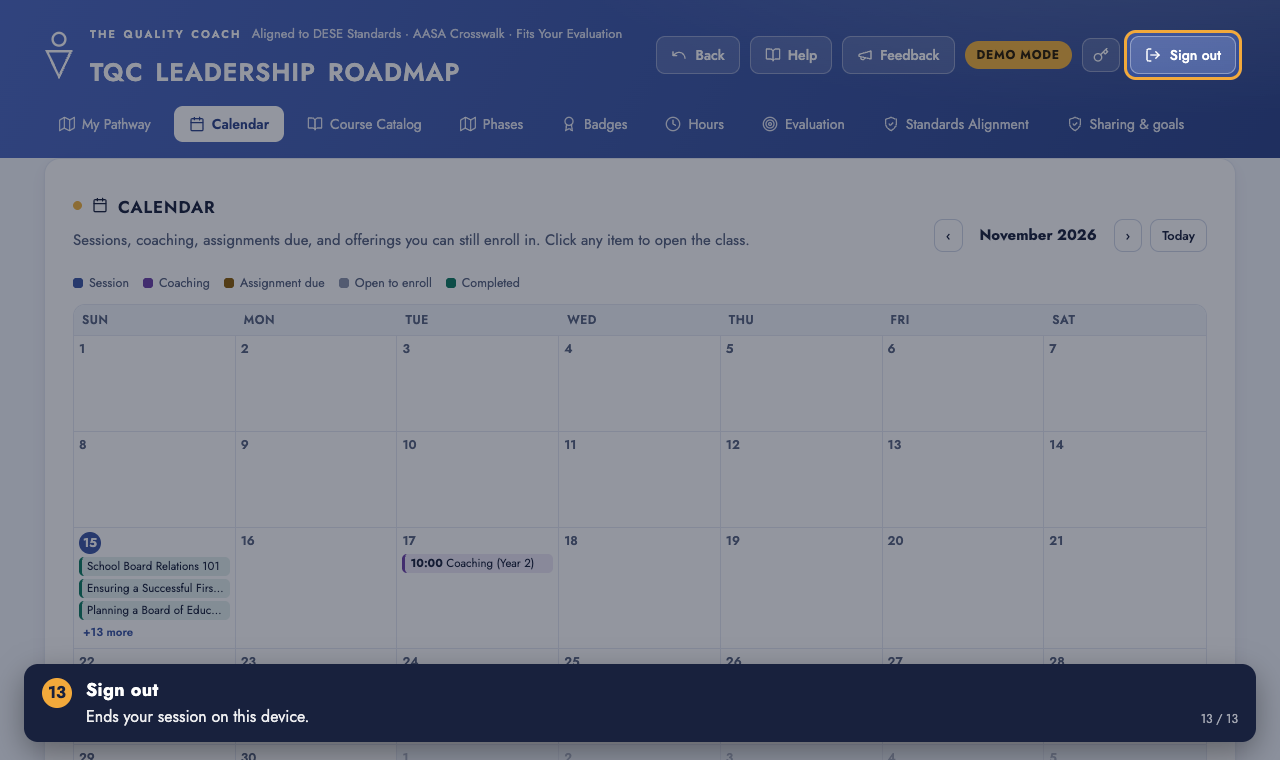 THE QUALITY COACH Aligned to DESE Standards · AASA Crosswalk · Fits Your Evaluation
TQC LEADERSHIP ROADMAP
Back
Help
Feedback
DEMO MODE
Sign out
My Pathway
Calendar
Course Catalog
Phases
Badges
Hours
Evaluation
Standards Alignment
Sharing & goals
CALENDAR
Sessions, coaching, assignments due, and offerings you can still enroll in. Click any item to open the class.
‹ November 2026 › Today
Session Coaching Assignment due Open to enroll Completed
SUN MON TUE WED THU FRI SAT
1 2 3 4 5 6 7
8 9 10 11 12 13 14
15 16 17 18 19 20 21
School Board Relations 101
Ensuring a Successful Firs...
Planning a Board of Educ...
+13 more
10:00 Coaching (Year 2)
22 23 24 25 26 27 28
13 Sign out
Ends your session on this device.
13 / 13
29 30 1 2 3 4 5